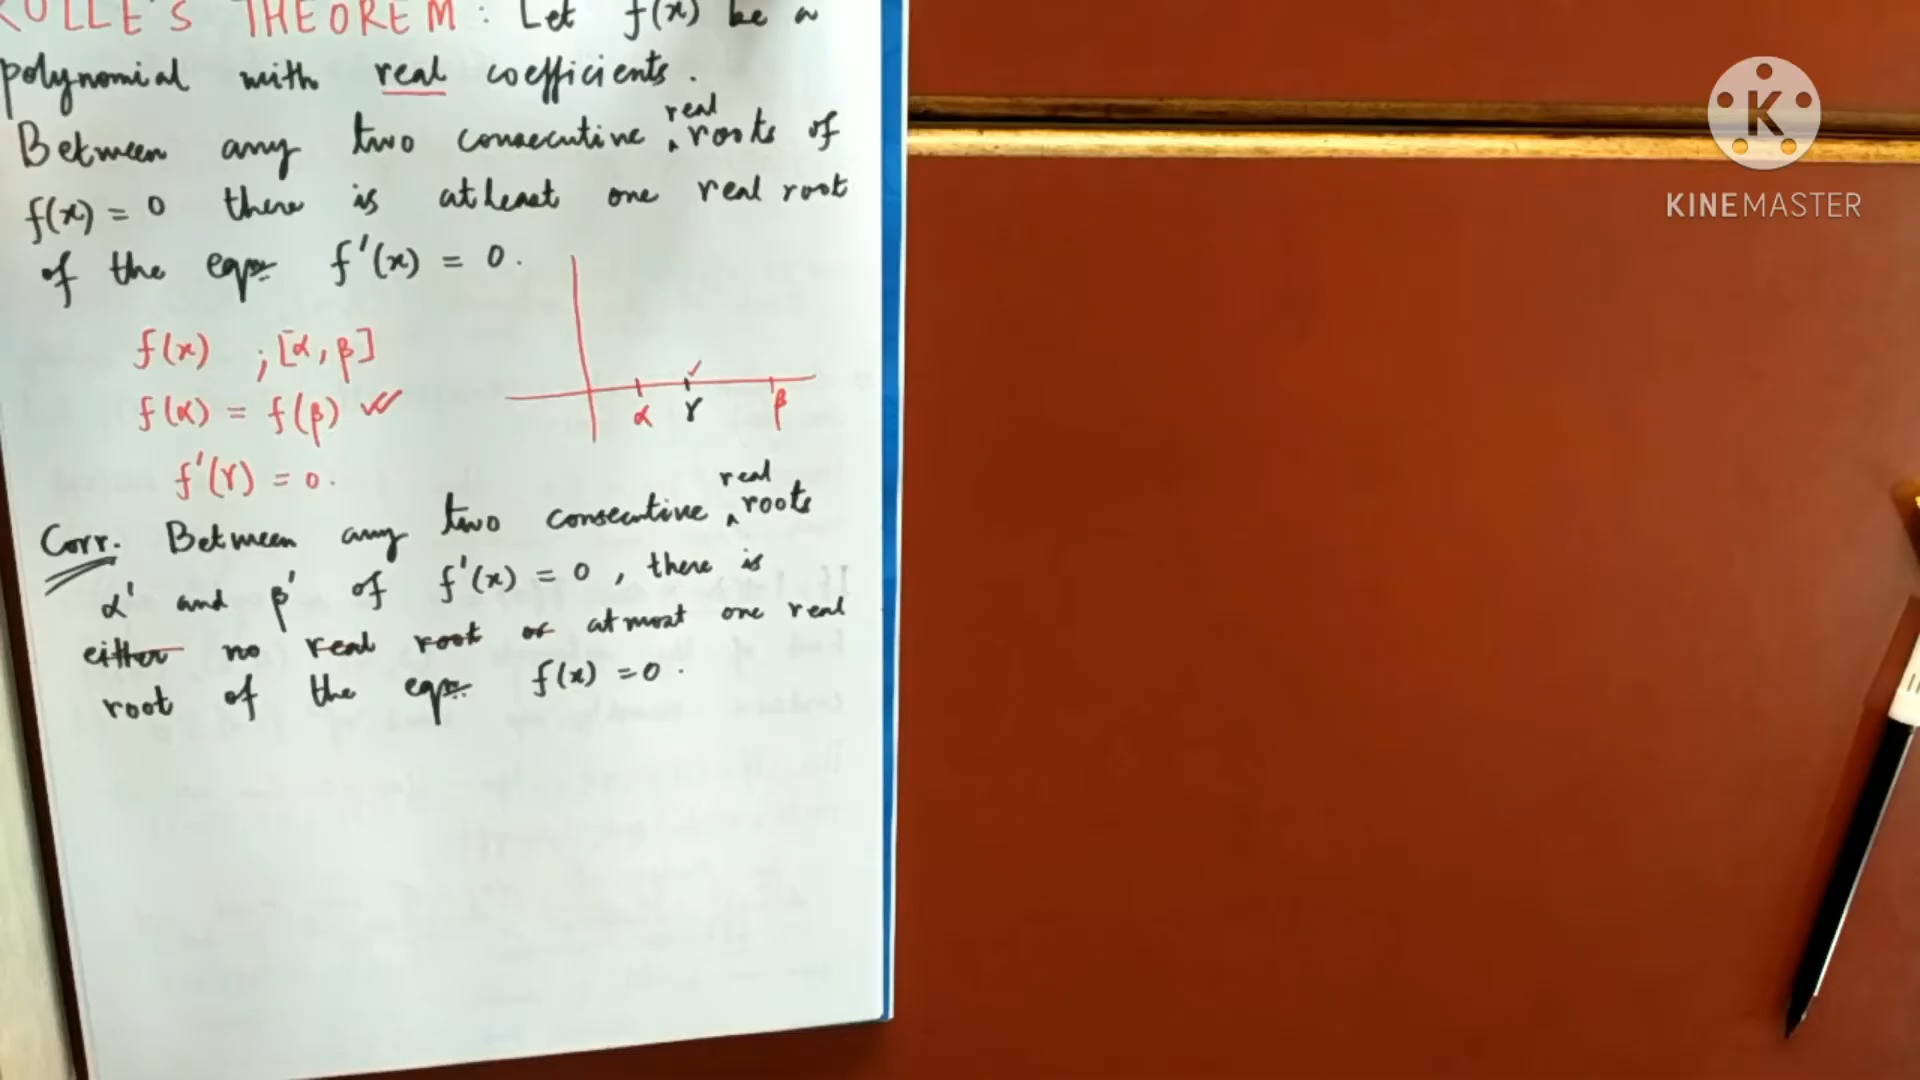 ROLLE'S THEOREM : Let f(x) be a
polynomial with real coefficients.
Between any two consecutive real roots of
f(x) = 0 there is atleast one real root
of the eqn f'(x) = 0.
f(x) ; [α, β]
f(α) = f(β)
f'(γ) = 0.
α γ β
Corr. Between any two consecutive real roots
α' and β' of f'(x) = 0, there is
either no real root or atmost one real
root of the eqn f(x) = 0.
K
KINEMASTER